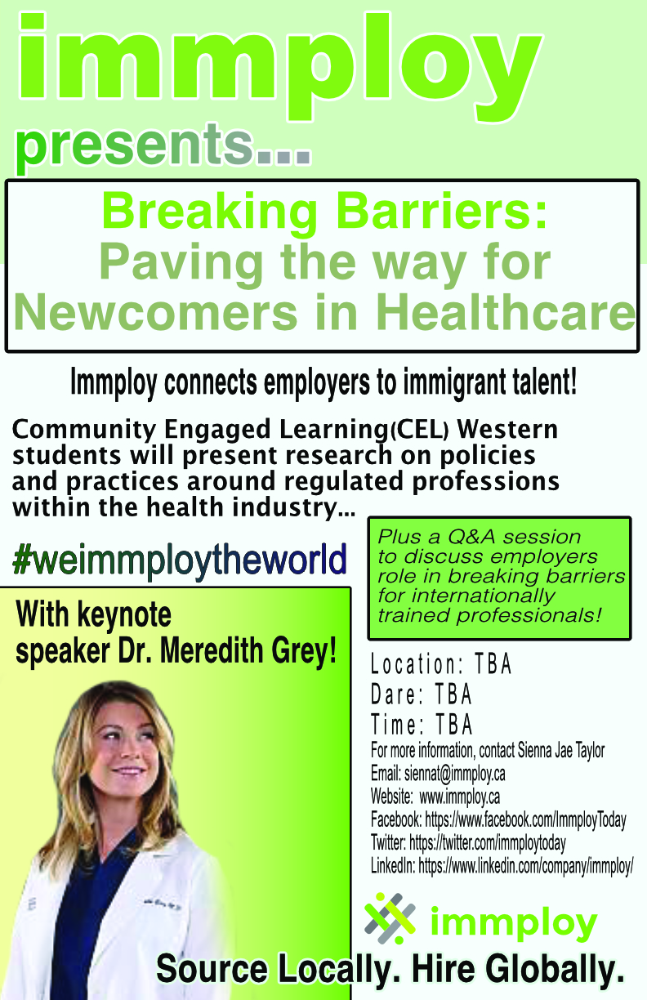 immploy
presents...
Breaking Barriers:
Paving the way for
Newcomers in Healthcare
Immploy connects employers to immigrant talent!
Community Engaged Learning(CEL) Western
students will present research on policies
and practices around regulated professions
within the health industry...
#weimmploytheworld
Plus a Q&A session
to discuss employers
role in breaking barriers
for internationally
trained professionals!
With keynote
speaker Dr. Meredith Grey!
Location: TBA
Dare: TBA
Time: TBA
For more information, contact Sienna Jae Taylor
Email: siennat@immploy.ca
Website: www.immploy.ca
Facebook: https://www.facebook.com/ImmployToday
Twitter: https://twitter.com/immploytoday
LinkedIn: https://www.linkedin.com/company/immploy/
immploy
Source Locally. Hire Globally.